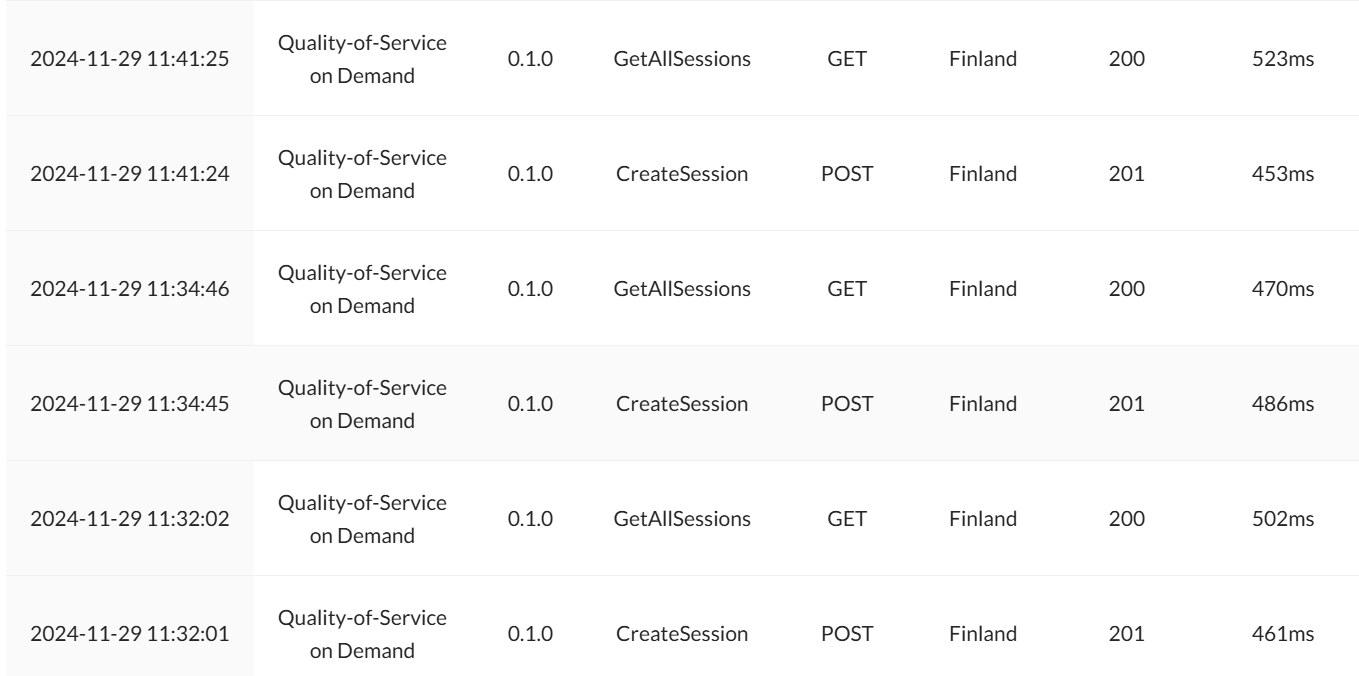 Quality-of-Service
2024-11-29 11:41:25 0.1.0 GetAllSessions GET Finland 200 523ms
on Demand
Quality-of-Service
2024-11-29 11:41:24 0.1.0 CreateSession POST Finland 201 453ms
on Demand
Quality-of-Service
2024-11-29 11:34:46 0.1.0 GetAllSessions GET Finland 200 470ms
on Demand
Quality-of-Service
2024-11-29 11:34:45 0.1.0 CreateSession POST Finland 201 486ms
on Demand
Quality-of-Service
2024-11-29 11:32:02 0.1.0 GetAllSessions GET Finland 200 502ms
on Demand
Quality-of-Service
2024-11-29 11:32:01 0.1.0 CreateSession POST Finland 201 461ms
on Demand